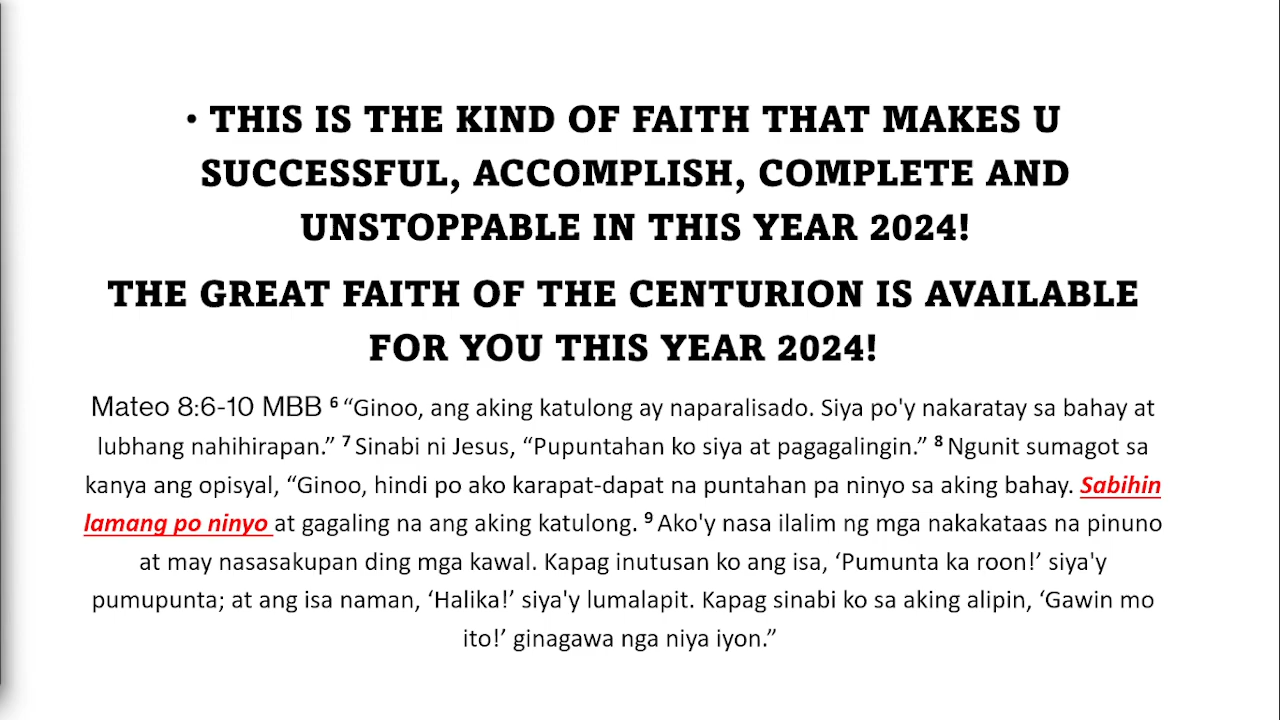 • THIS IS THE KIND OF FAITH THAT MAKES U
SUCCESSFUL, ACCOMPLISH, COMPLETE AND
UNSTOPPABLE IN THIS YEAR 2024!
THE GREAT FAITH OF THE CENTURION IS AVAILABLE
FOR YOU THIS YEAR 2024!
Mateo 8:6-10 MBB ⁶ “Ginoo, ang aking katulong ay naparalisado. Siya po'y nakaratay sa bahay at
lubhang nahihirapan.” ⁷ Sinabi ni Jesus, “Pupuntahan ko siya at pagagalingin.” ⁸ Ngunit sumagot sa
kanya ang opisyal, “Ginoo, hindi po ako karapat-dapat na puntahan pa ninyo sa aking bahay. Sabihin
lamang po ninyo at gagaling na ang aking katulong. ⁹ Ako'y nasa ilalim ng mga nakakataas na pinuno
at may nasasakupan ding mga kawal. Kapag inutusan ko ang isa, ‘Pumunta ka roon!’ siya'y
pumupunta; at ang isa naman, ‘Halika!’ siya'y lumalapit. Kapag sinabi ko sa aking alipin, ‘Gawin mo
ito!’ ginagawa nga niya iyon.”